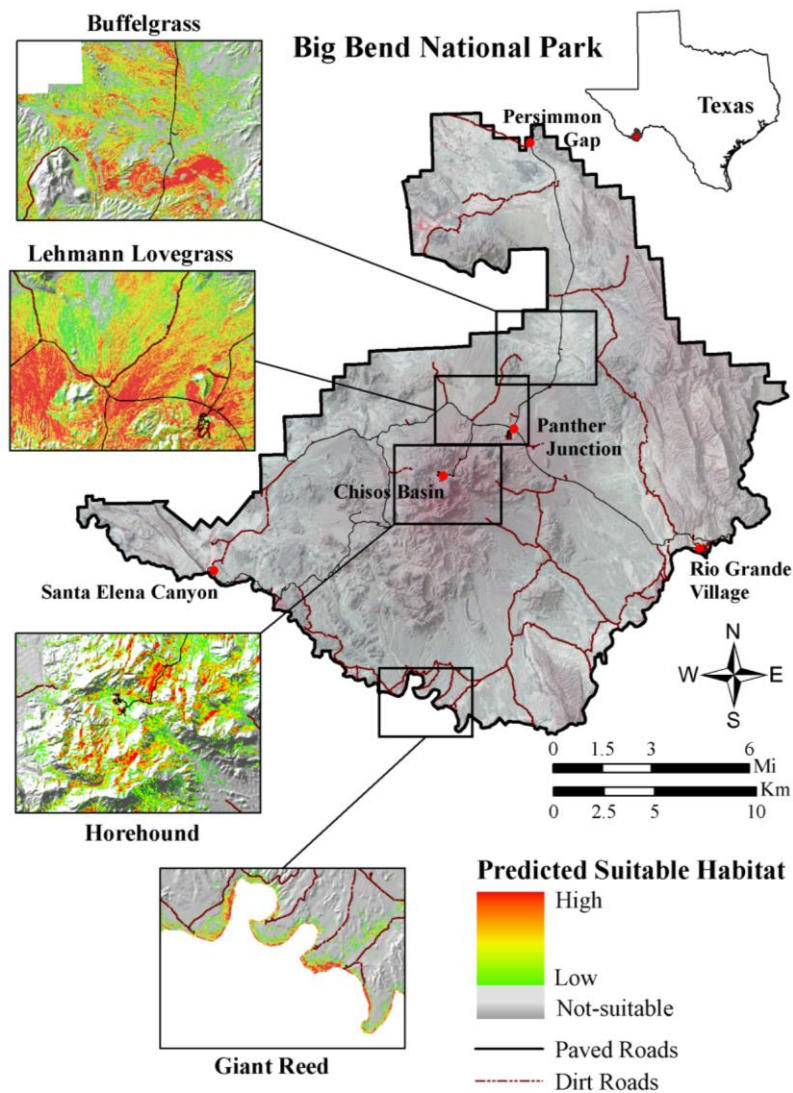 Buffelgrass
Big Bend National Park
Texas
Persimmon
Gap
Lehmann Lovegrass
Panther
Junction
Chisos Basin
Santa Elena Canyon
Rio Grande
Village
N
W E
S
0 1.5 3 6
Mi
Km
0 2.5 5 10
Horehound
Giant Reed
Predicted Suitable Habitat
High
Low
Not-suitable
Paved Roads
Dirt Roads